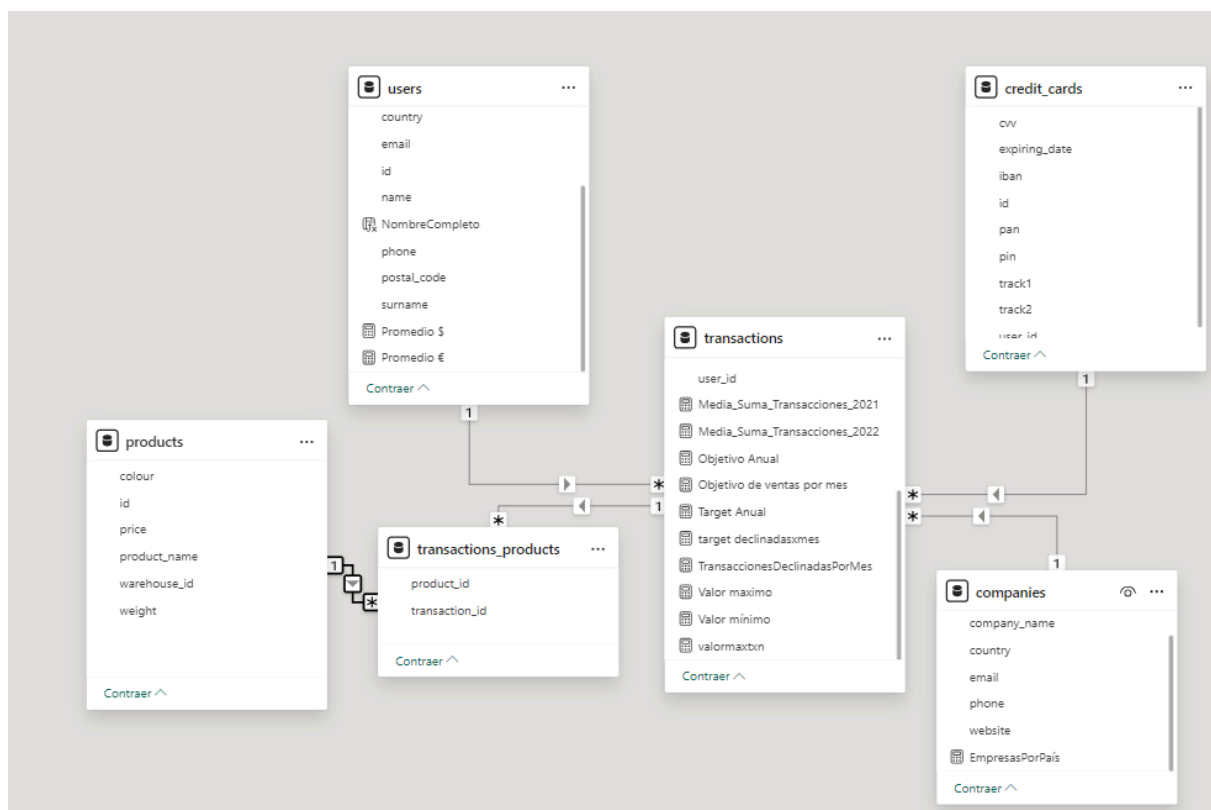 users
...
country
email
id
name
NombreCompleto
phone
postal_code
surname
Promedio $
Promedio €
Contraer
1
credit_cards
...
cvv
expiring_date
iban
id
pan
pin
track1
track2
user_id
Contraer
1
products
...
colour
id
price
product_name
warehouse_id
weight
Contraer
1
*
transactions_products
...
product_id
transaction_id
Contraer
*
1
*
transactions
...
user_id
Media_Suma_Transacciones_2021
Media_Suma_Transacciones_2022
Objetivo Anual
Objetivo de ventas por mes
Target Anual
target declinadasxmes
TransaccionesDeclinadasPorMes
Valor maximo
Valor mínimo
valormaxtxn
Contraer
*
*
1
companies
...
company_name
country
email
phone
website
EmpresasPorPaís
Contraer